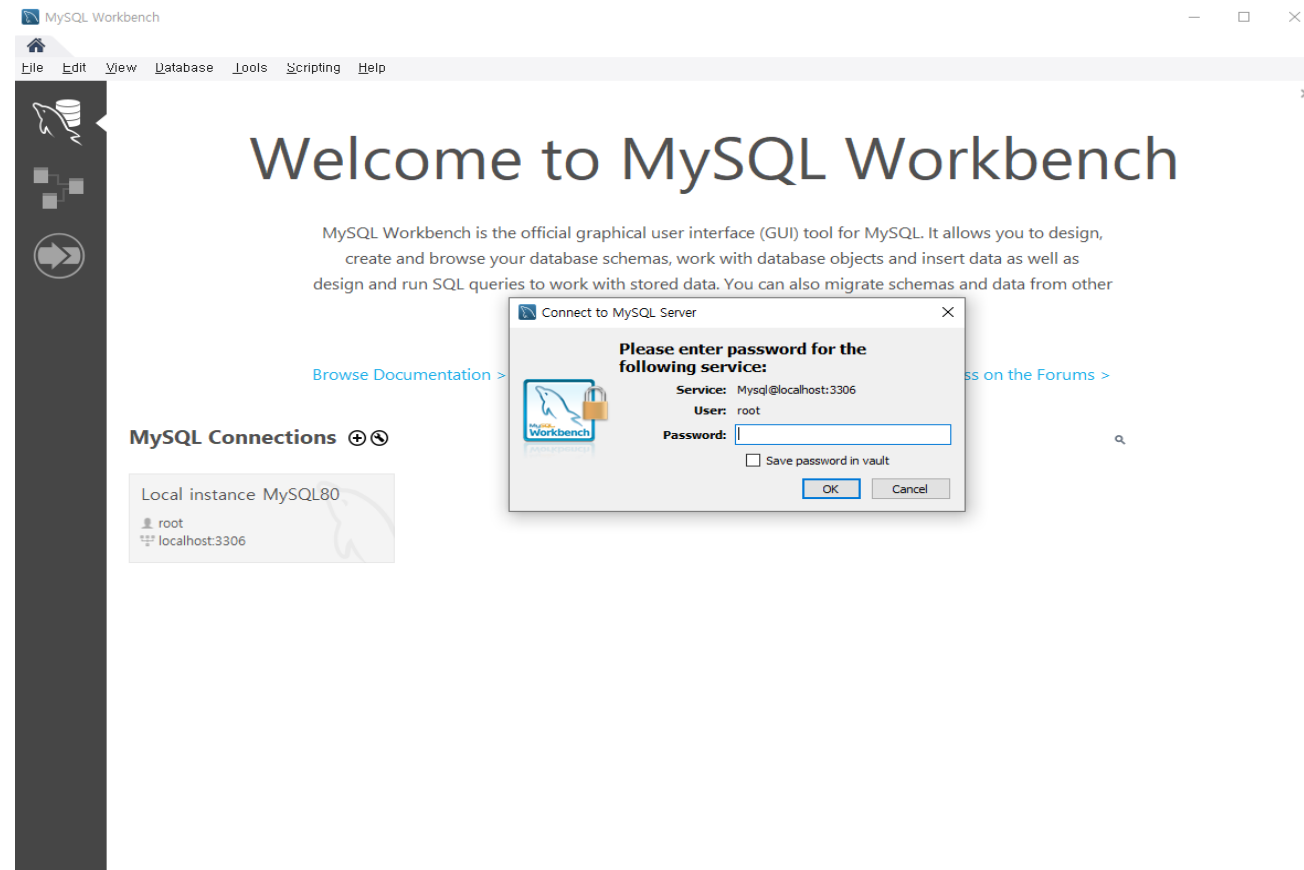 MySQL Workbench
File Edit View Database Tools Scripting Help
Welcome to MySQL Workbench
MySQL Workbench is the official graphical user interface (GUI) tool for MySQL. It allows you to design,
create and browse your database schemas, work with database objects and insert data as well as
design and run SQL queries to work with stored data. You can also migrate schemas and data from other
Connect to MySQL Server
Please enter password for the
following service:
Service: Mysql@localhost:3306
User: root
Password:
Save password in vault
OK Cancel
MySQL
Workbench
Browse Documentation >
ss on the Forums >
MySQL Connections
Local instance MySQL80
root
localhost:3306